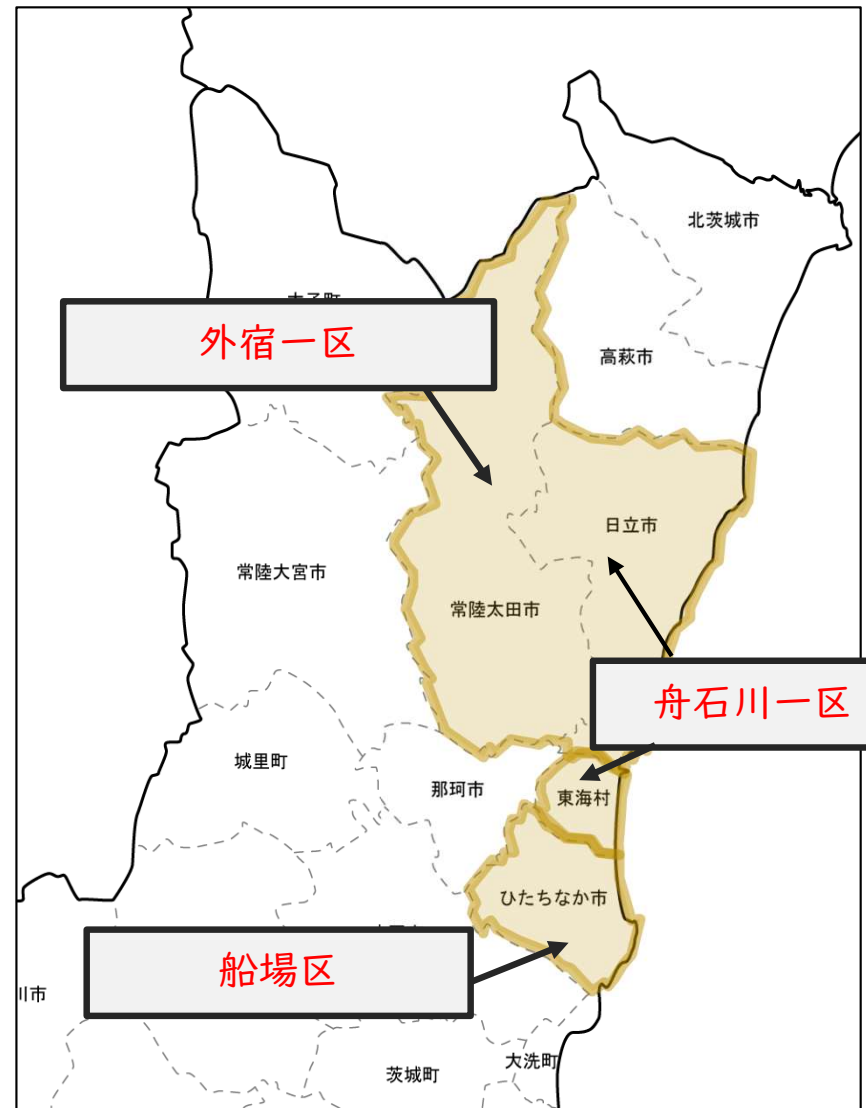 北茨城市
外宿一区
高萩市
日立市
常陸大宮市
常陸太田市
舟石川一区
城里町
那珂市
東海村
ひたちなか市
船場区
川市
大洗町
茨城町